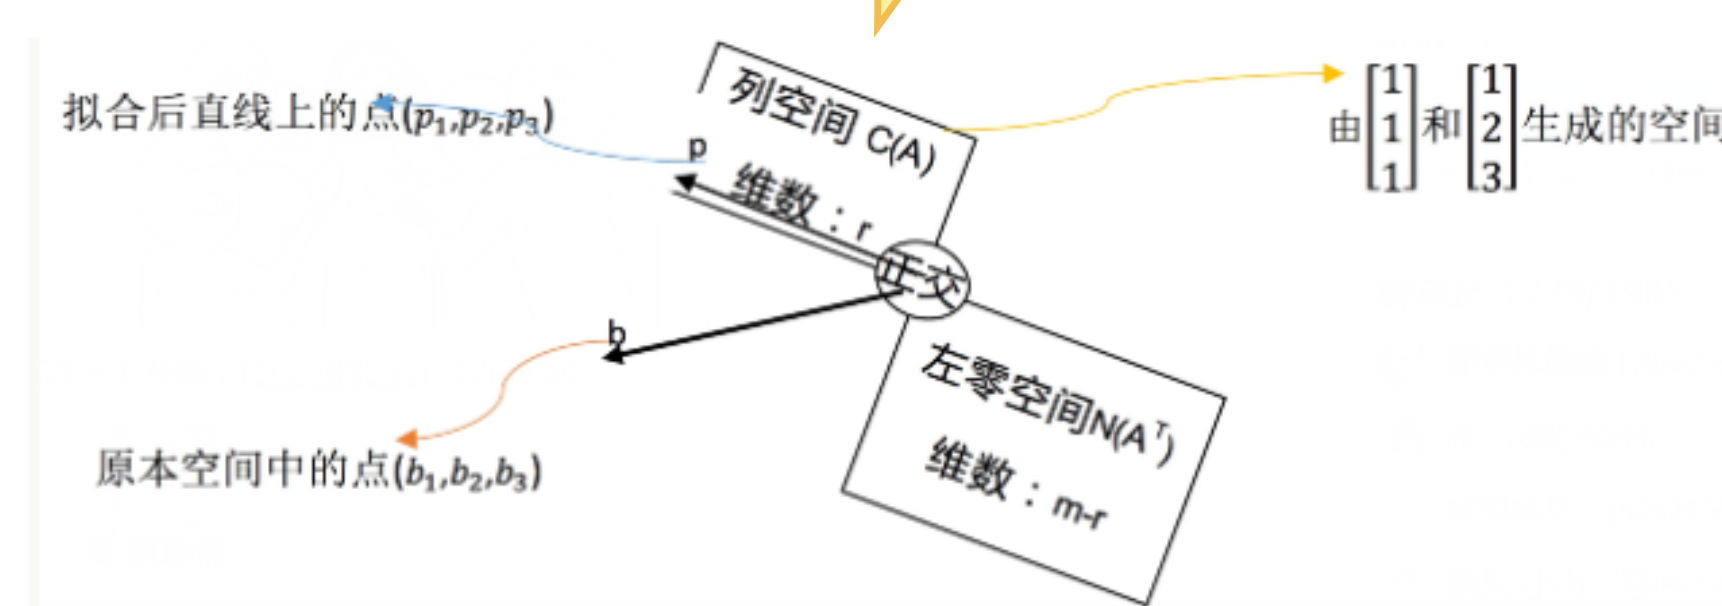 拟合后直线上的点(p₁,p₂,p₃)
p
列空间 C(A)
维数：r
由[1 1 1]和[1 2 3]生成的空间
正交
b
原本空间中的点(b₁,b₂,b₃)
左零空间N(Aᵀ)
维数：m-r